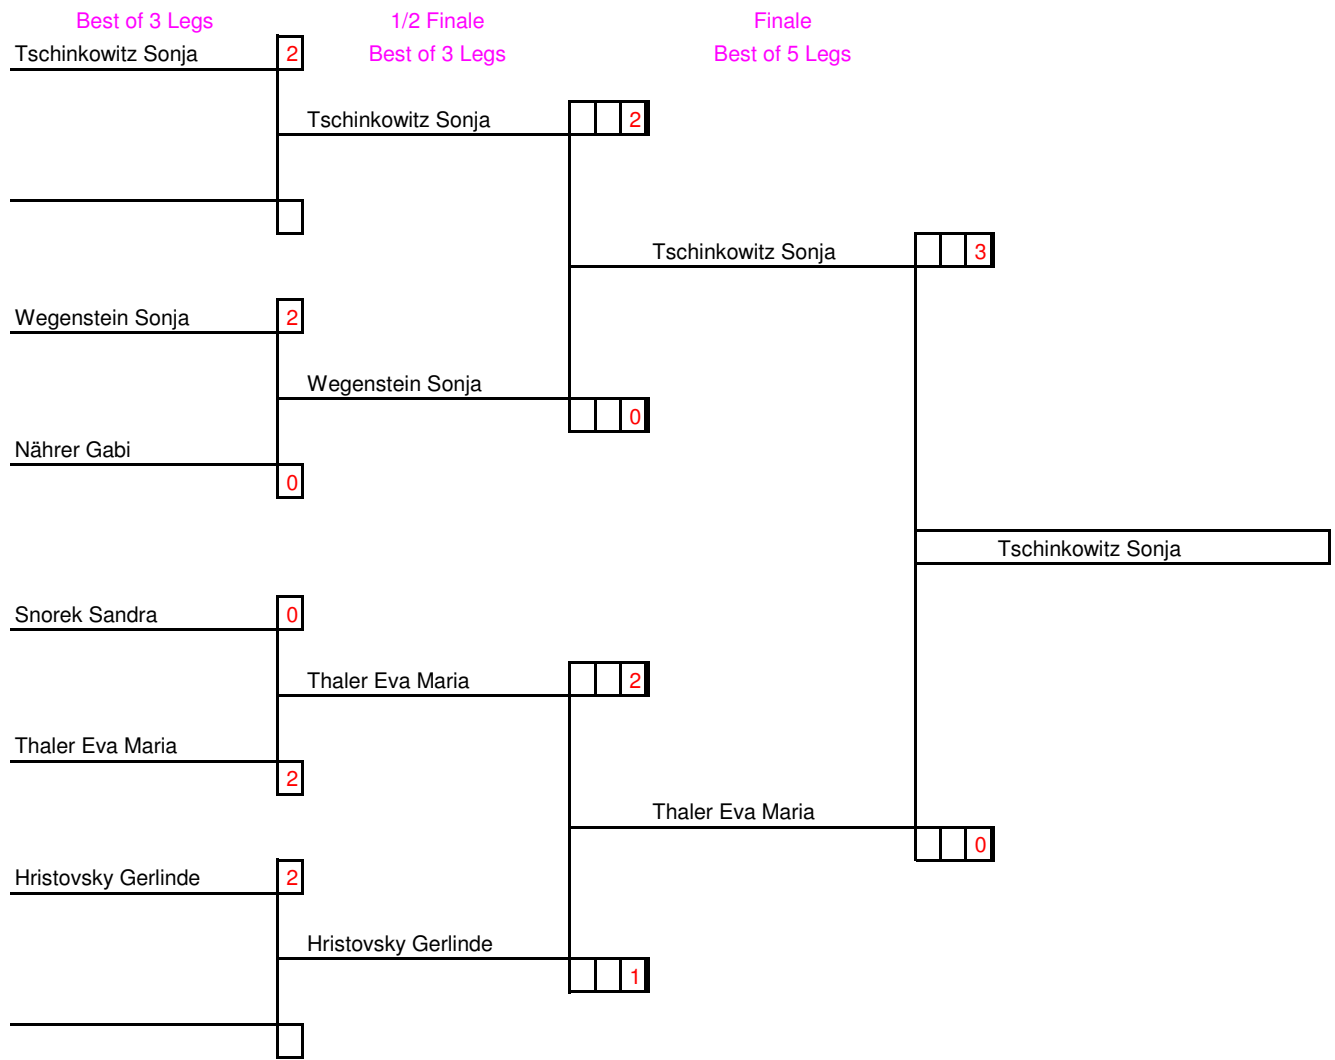 Best of 3 Legs 1/2 Finale Finale
Tschinkowitz Sonja 2 Best of 3 Legs Best of 5 Legs
Tschinkowitz Sonja 2
Tschinkowitz Sonja 3
Wegenstein Sonja 2
Wegenstein Sonja 0
Nährer Gabi
0
Tschinkowitz Sonja
Snorek Sandra 0
Thaler Eva Maria 2
Thaler Eva Maria
2
Thaler Eva Maria
0
Hristovsky Gerlinde 2
Hristovsky Gerlinde
1